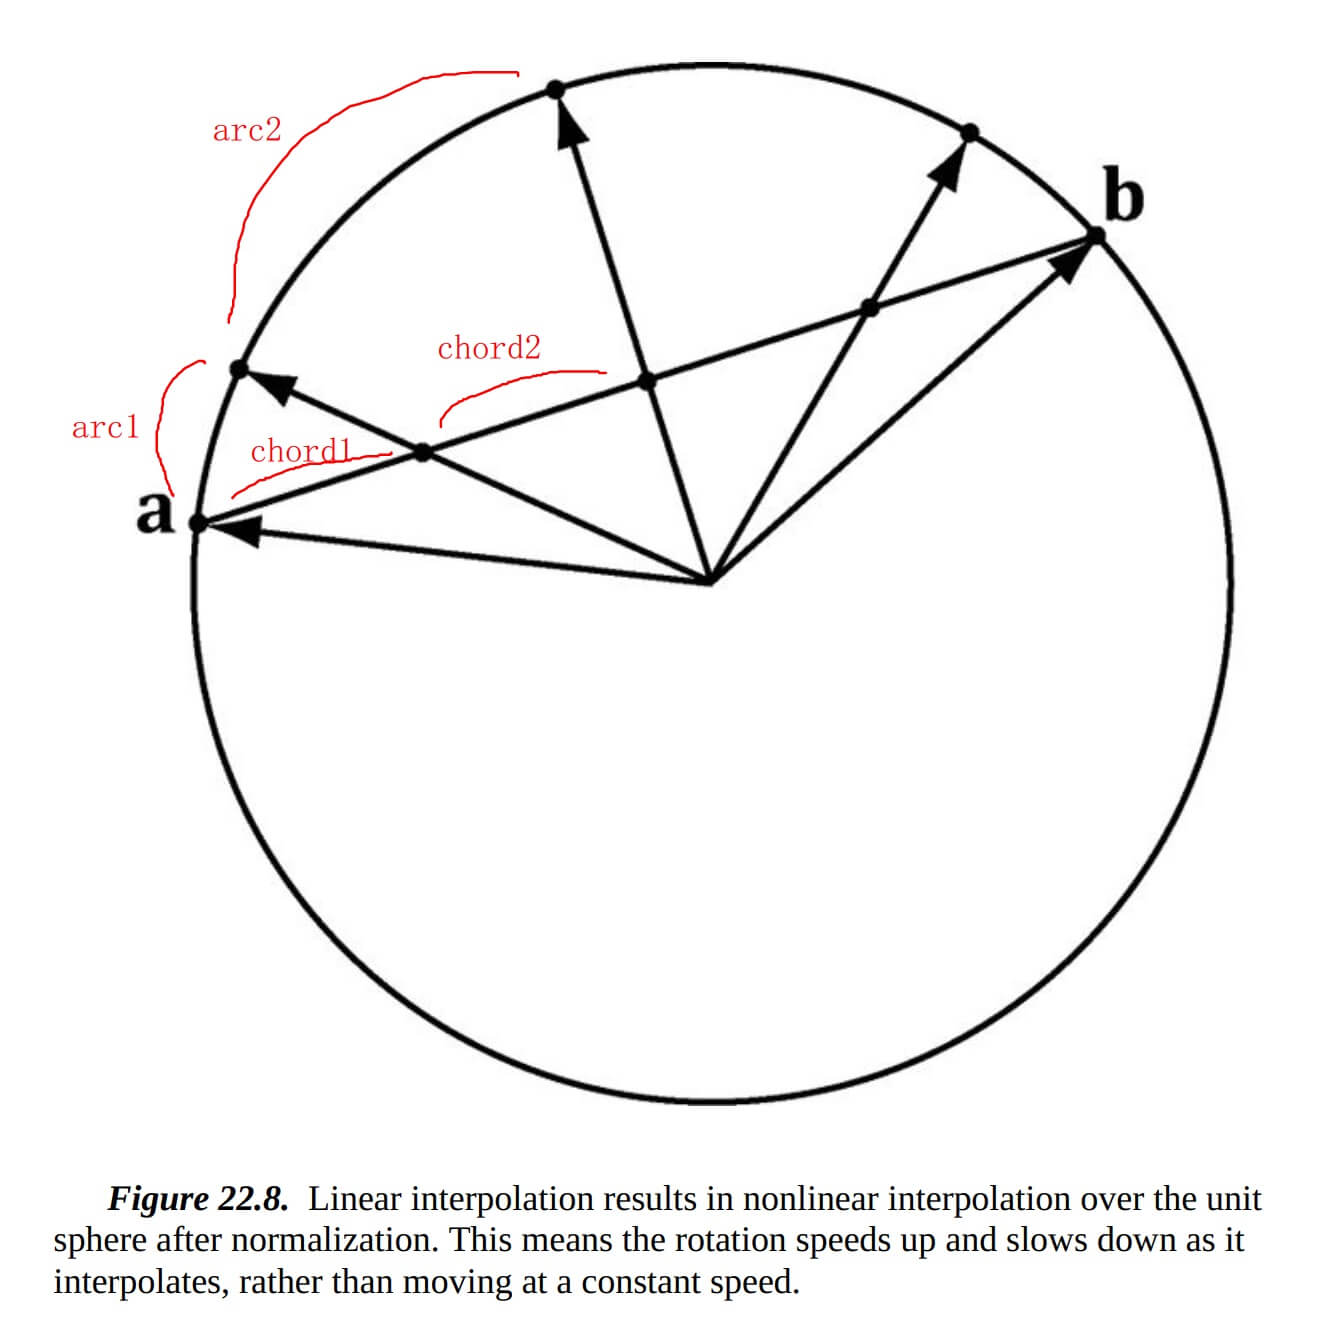 arc2
b
chord2
arc1
chord1
a
Figure 22.8. Linear interpolation results in nonlinear interpolation over the unit
sphere after normalization. This means the rotation speeds up and slows down as it
interpolates, rather than moving at a constant speed.